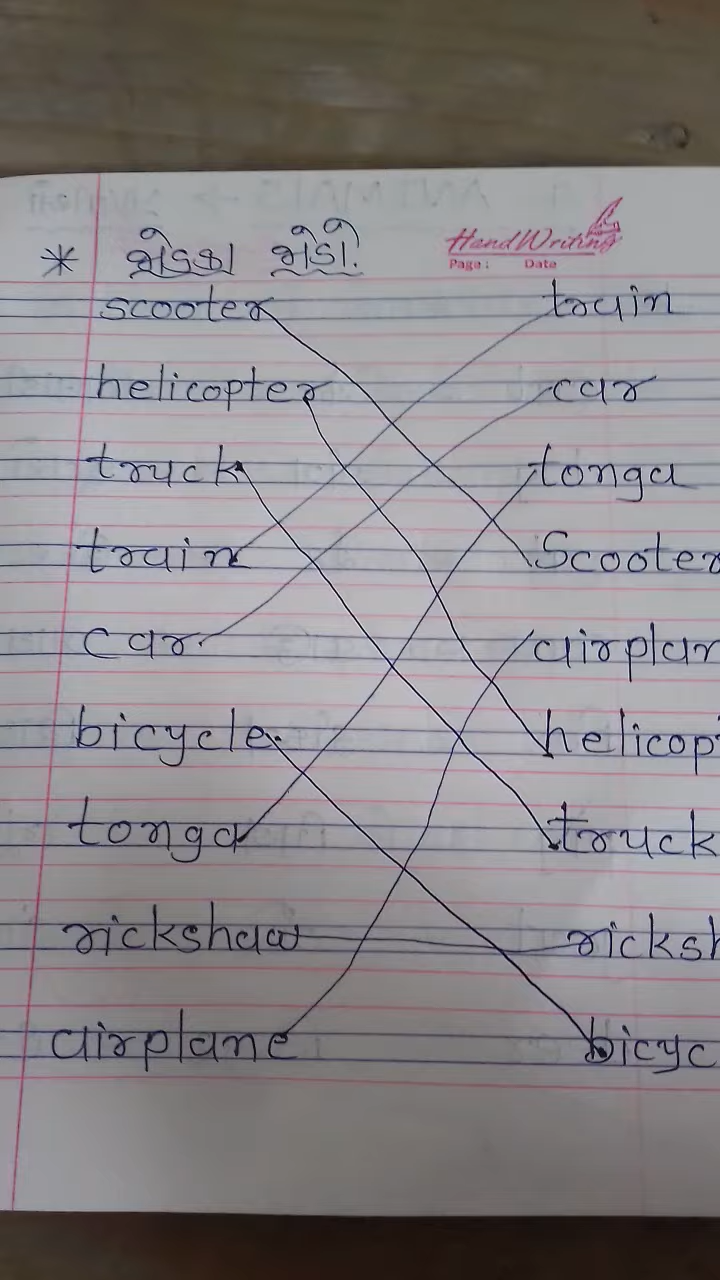 * જોડકા જોડો.
HandWriting
Page : Date
scooter train
helicopter car
truck tonga
train Scooter
car airplan
bicycle helicop
tonga truck
rickshaw ricksh
airplane bicyc